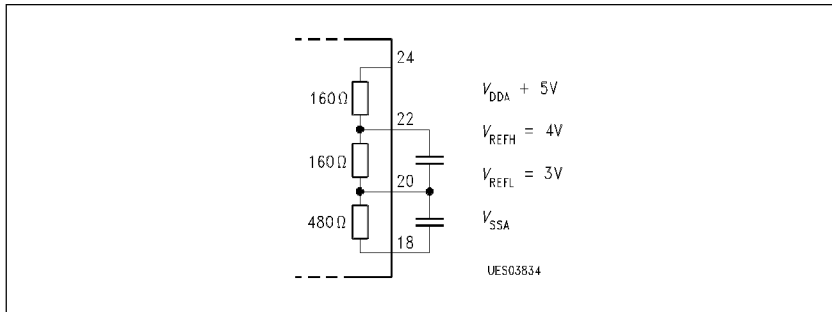 24
160Ω
V_DDA + 5V
22
V_REFH = 4V
160Ω
V_REFL = 3V
20
480Ω
V_SSA
18
UES03834